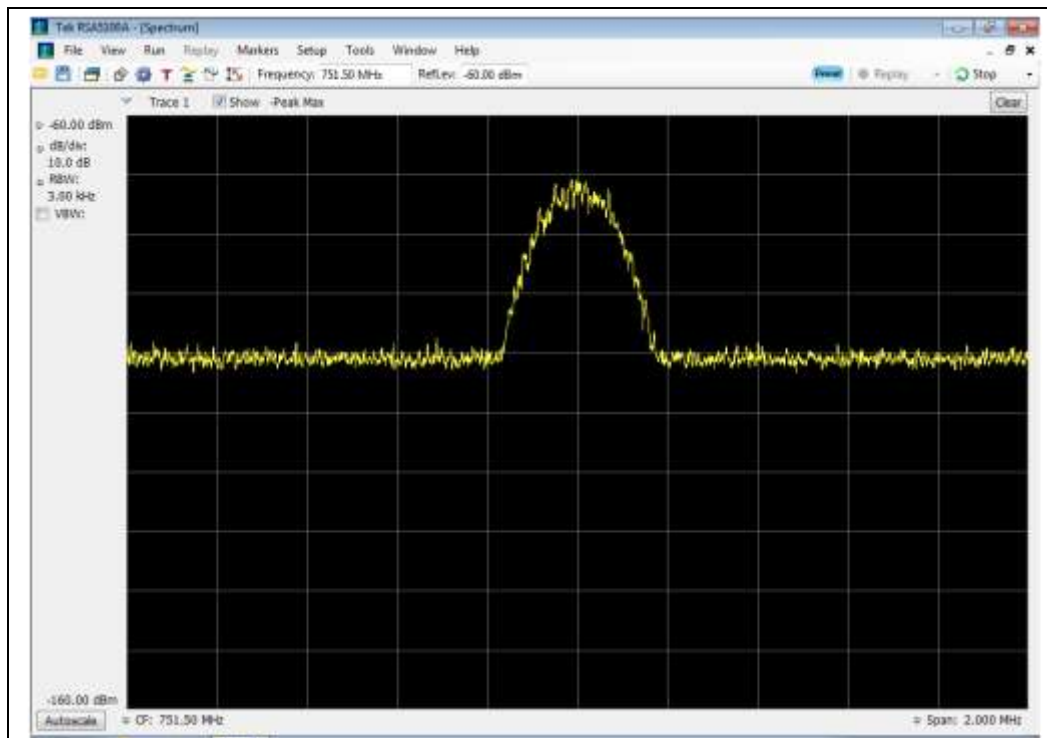 Tek RSA5100A - [Spectrum]
File View Run Replay Markers Setup Tools Window Help
Frequency: 751.50 MHz RefLev: -60.00 dBm Preset Replay Stop
Trace 1 Show -Peak Max Clear
-60.00 dBm
dB/div:
10.0 dB
RBW:
3.00 kHz
VBW:
-160.00 dBm
Autoscale CF: 751.50 MHz Span: 2.000 MHz